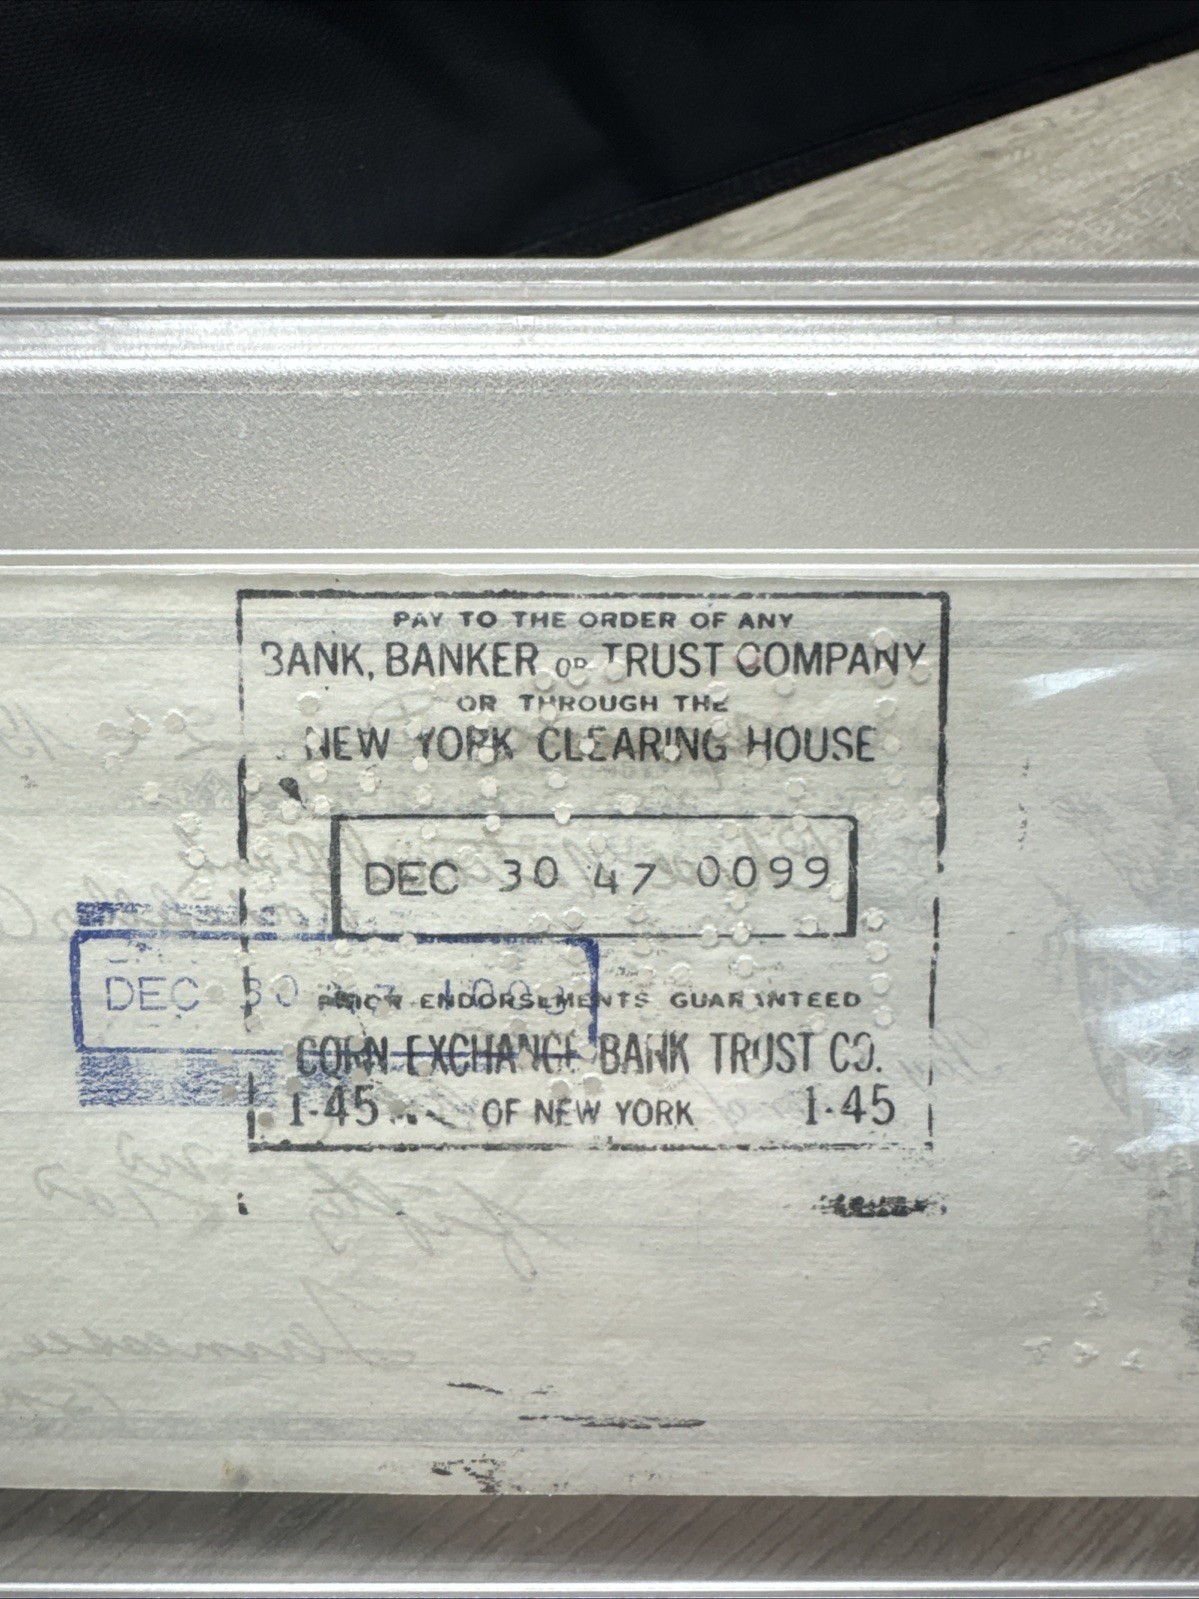 PAY TO THE ORDER OF ANY
BANK, BANKER OR TRUST COMPANY
OR THROUGH THE
NEW YORK CLEARING HOUSE
DEC 30 47 0099
DEC 30
PRIOR ENDORSEMENTS GUARANTEED
CORN EXCHANGE BANK TRUST CO.
1-45 OF NEW YORK 1-45